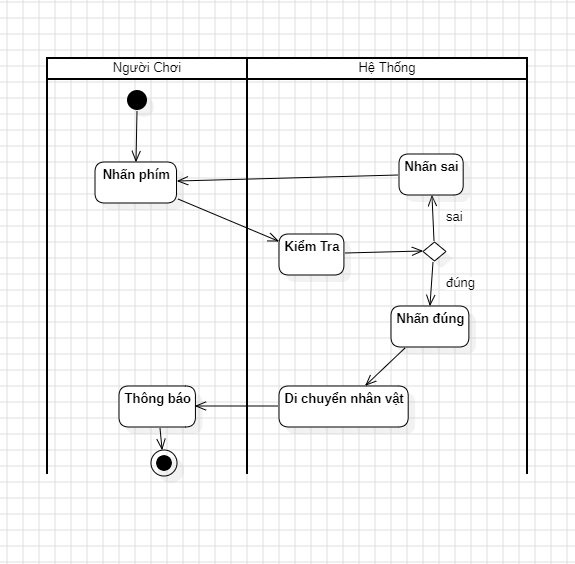 Người Chơi
Hệ Thống
Nhấn phím
Nhấn sai
sai
Kiểm Tra
đúng
Nhấn đúng
Thông báo
Di chuyển nhân vật